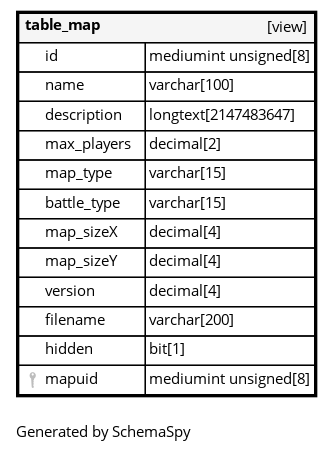 table_map [view]
id mediumint unsigned[8]
name varchar[100]
description longtext[2147483647]
max_players decimal[2]
map_type varchar[15]
battle_type varchar[15]
map_sizeX decimal[4]
map_sizeY decimal[4]
version decimal[4]
filename varchar[200]
hidden bit[1]
mapuid mediumint unsigned[8]
Generated by SchemaSpy